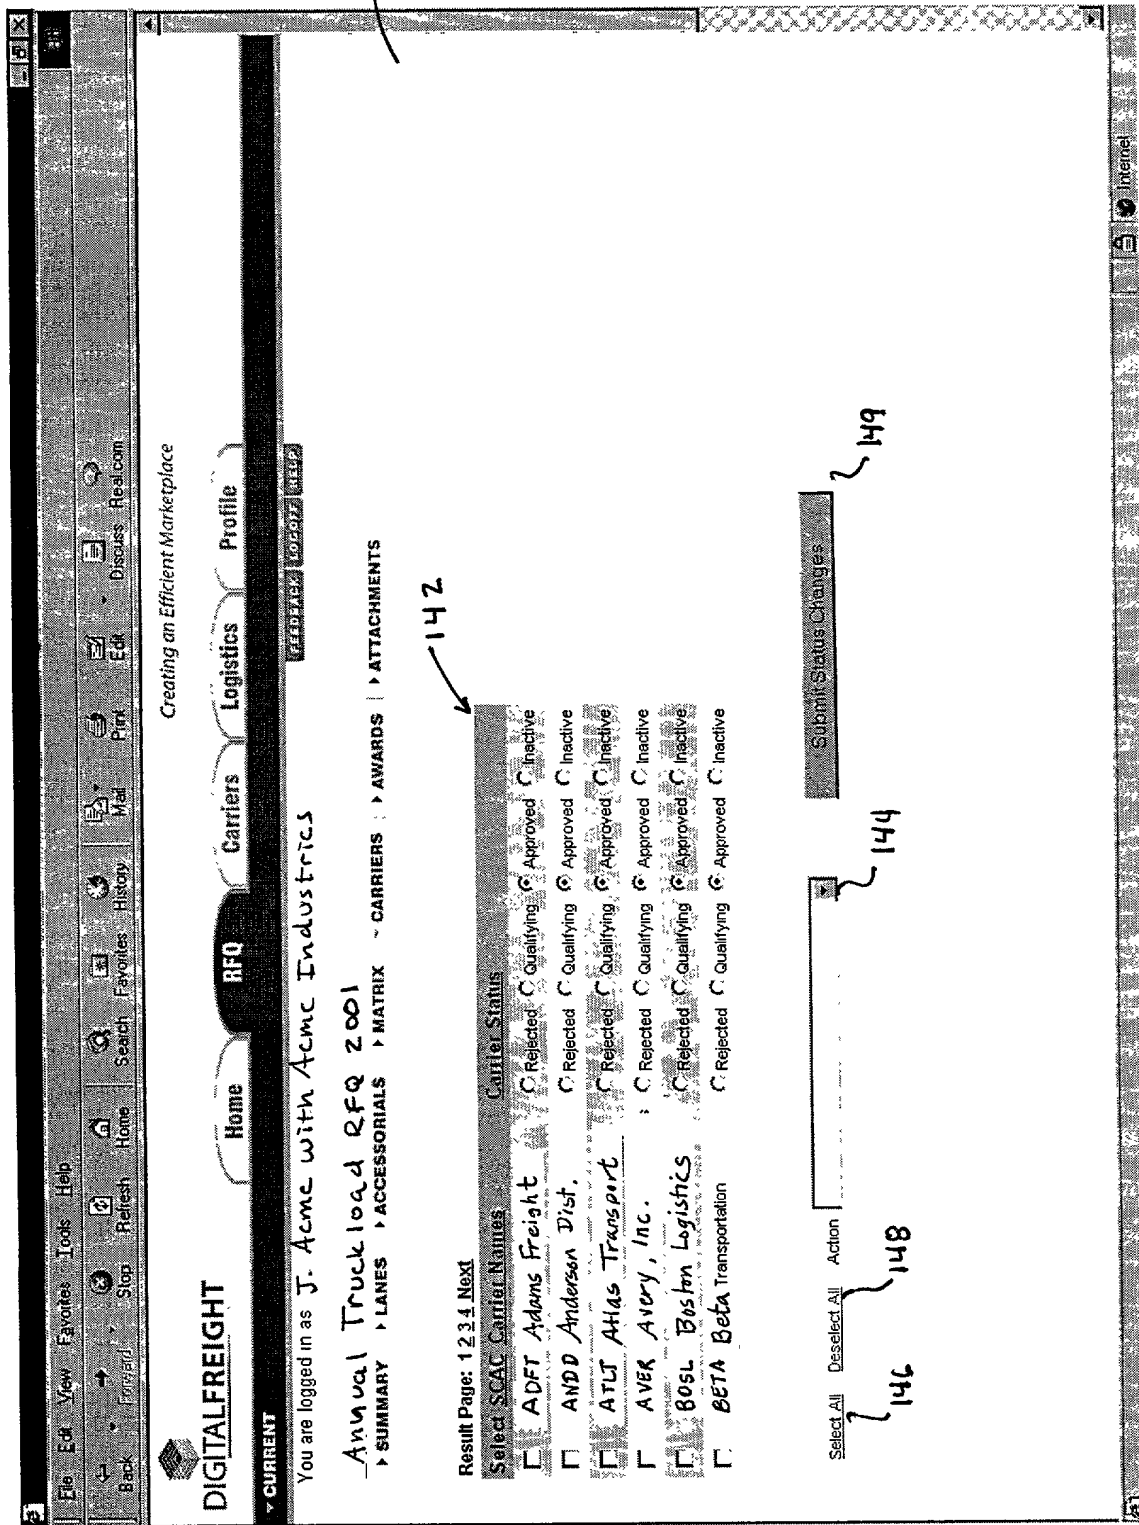 File Edit View Favorites Tools Help
Back Forward Stop Refresh Home Search Favorites History Mail Print Edit Discuss Real.com
DIGITALFREIGHT
Creating an Efficient Marketplace
Home RFQ Carriers Logistics Profile
CURRENT
FEEDBACK LOGOFF HELP
You are logged in as J. Acme with Acme Industries
Annual Truckload RFQ 2001
SUMMARY LANES ACCESSORIALS MATRIX CARRIERS AWARDS ATTACHMENTS
142
Result Page: 1 2 3 4 Next
Select SCAC Carrier Names Carrier Status
ADFT Adams Freight Rejected Qualifying Approved Inactive
ANDD Anderson Dist. Rejected Qualifying Approved Inactive
ATLT Atlas Transport Rejected Qualifying Approved Inactive
AVER Avery, Inc. Rejected Qualifying Approved Inactive
BOSL Boston Logistics Rejected Qualifying Approved Inactive
BETA Beta Transportation Rejected Qualifying Approved Inactive
Select All Deselect All Action Submit Status Changes
146 148 144 149
Internet